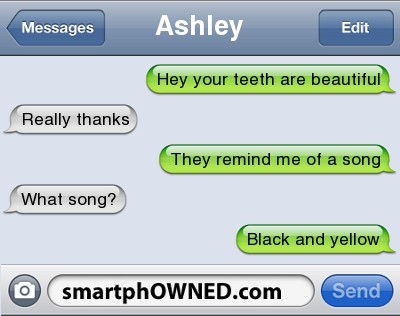 Messages Ashley Edit
Hey your teeth are beautiful
Really thanks
They remind me of a song
What song?
Black and yellow
smartphOWNED.com Send